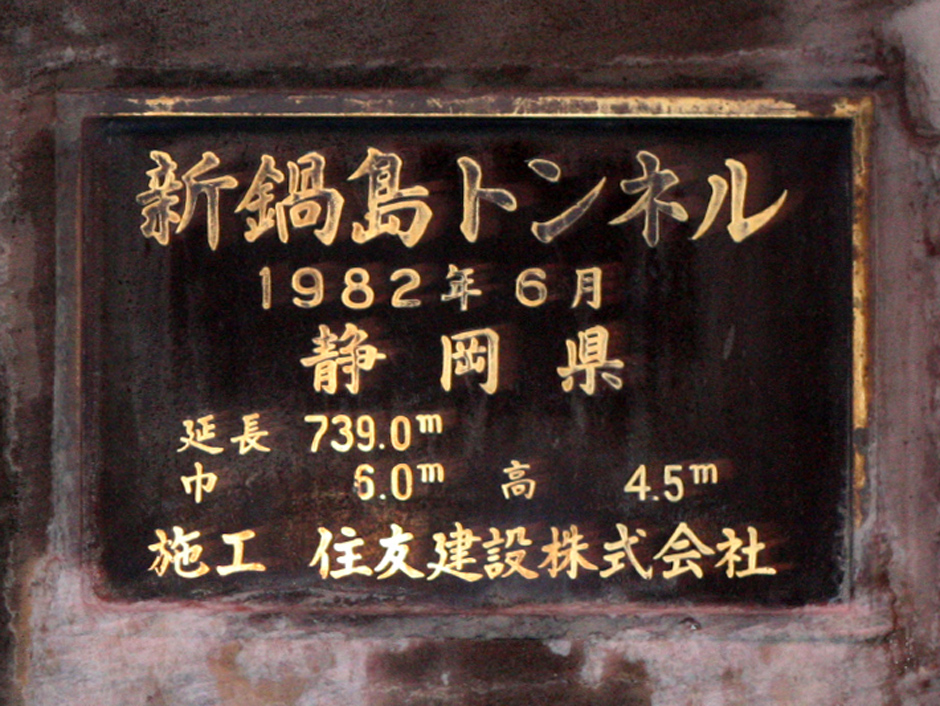 新鍋島トンネル
1982年6月
静岡県
延長 739.0m
巾 6.0m 高 4.5m
施工 住友建設株式会社